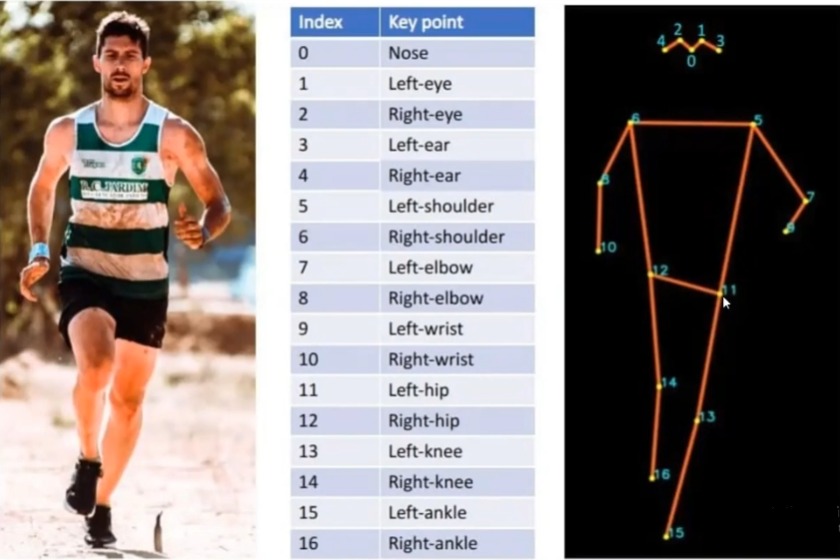 Index Key point
0 Nose
1 Left-eye
2 Right-eye
3 Left-ear
4 Right-ear
5 Left-shoulder
6 Right-shoulder
7 Left-elbow
8 Right-elbow
9 Left-wrist
10 Right-wrist
11 Left-hip
12 Right-hip
13 Left-knee
14 Right-knee
15 Left-ankle
16 Right-ankle
4 2 1 3
0
6 5
8 7
9
10
12
11
14
13
16
15